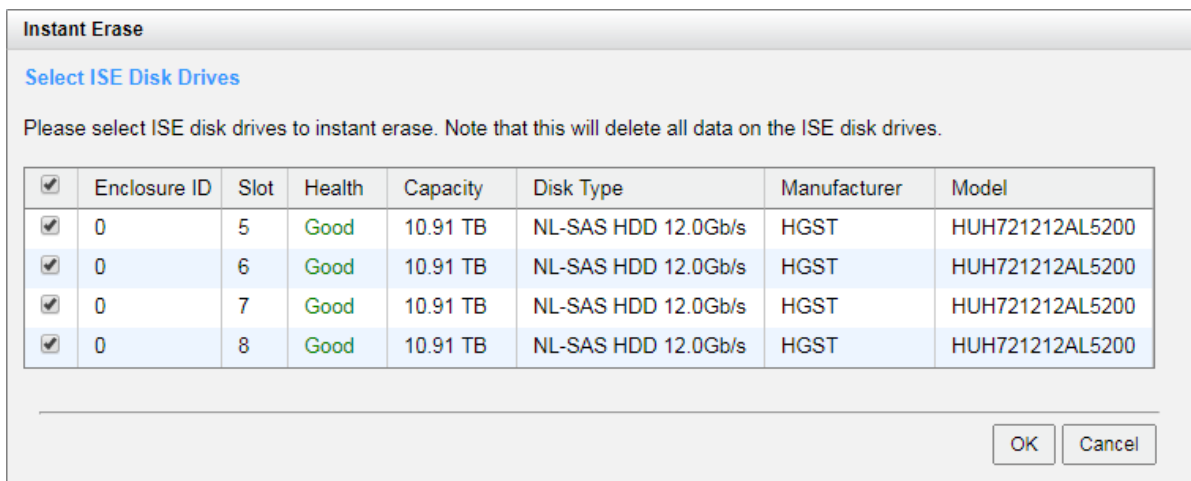 Instant Erase
Select ISE Disk Drives
Please select ISE disk drives to instant erase. Note that this will delete all data on the ISE disk drives.
Enclosure ID Slot Health Capacity Disk Type Manufacturer Model
0 5 Good 10.91 TB NL-SAS HDD 12.0Gb/s HGST HUH721212AL5200
0 6 Good 10.91 TB NL-SAS HDD 12.0Gb/s HGST HUH721212AL5200
0 7 Good 10.91 TB NL-SAS HDD 12.0Gb/s HGST HUH721212AL5200
0 8 Good 10.91 TB NL-SAS HDD 12.0Gb/s HGST HUH721212AL5200
OK Cancel